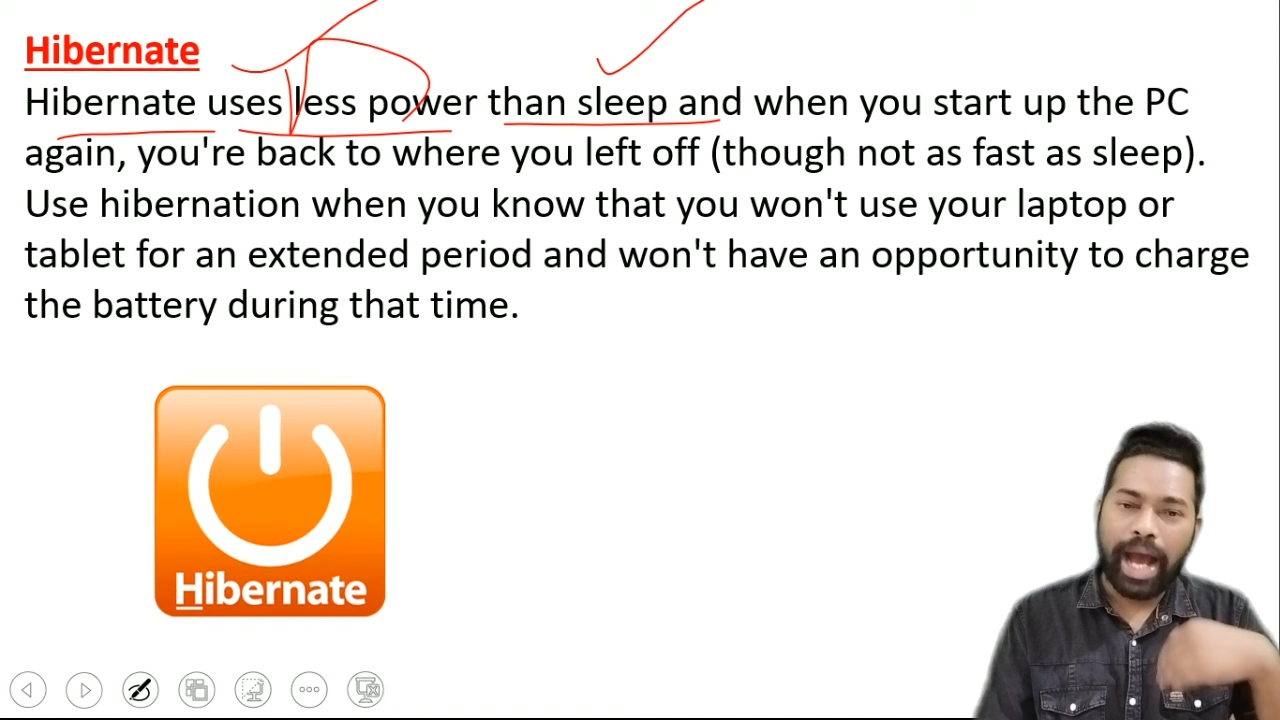 Hibernate
Hibernate uses less power than sleep and when you start up the PC
again, you're back to where you left off (though not as fast as sleep).
Use hibernation when you know that you won't use your laptop or
tablet for an extended period and won't have an opportunity to charge
the battery during that time.
Hibernate